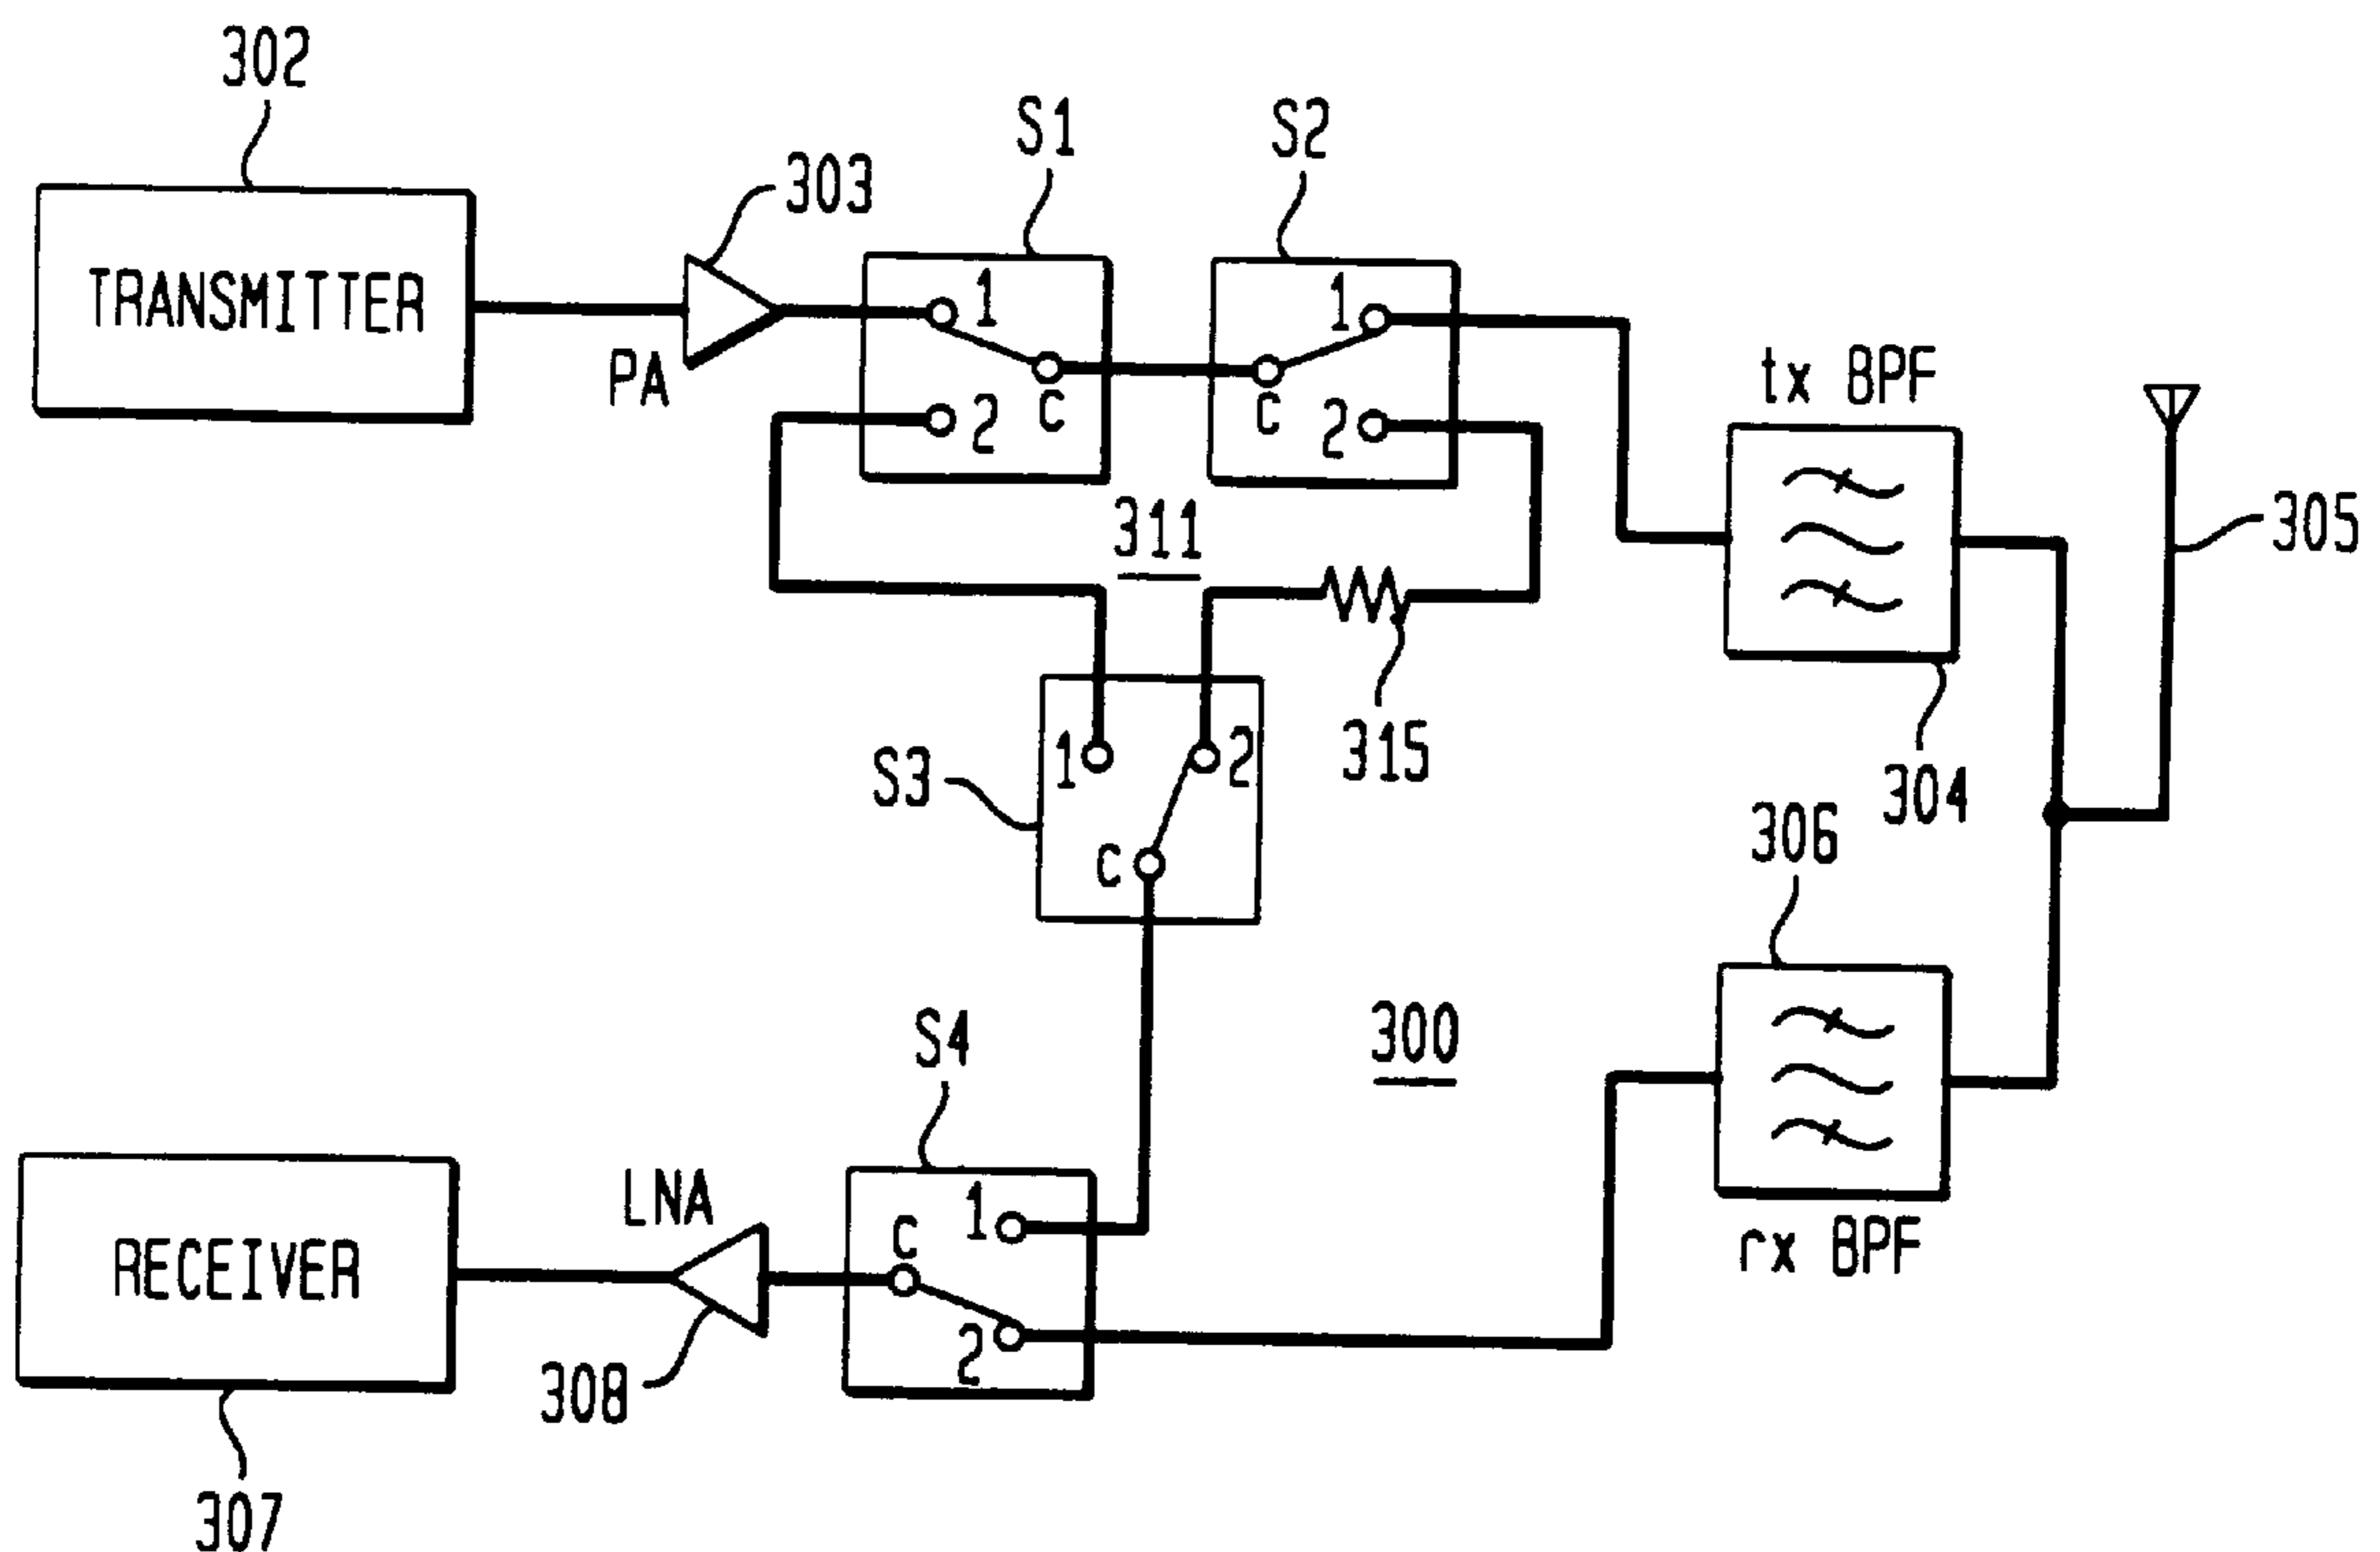 302
S1
S2
303
TRANSMITTER
PA
1
2
C
1
C
2
tx BPF
305
311
315
304
S3
1
2
C
306
300
S4
LNA
1
C
2
rx BPF
RECEIVER
308
307